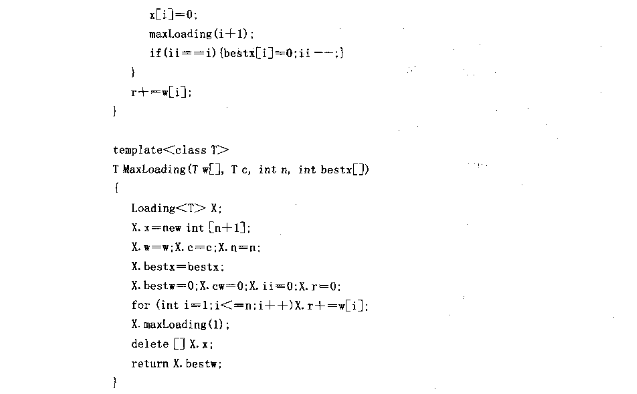 x[i]=0;
maxLoading(i+1);
if(ii==i){bestx[i]=0;ii--;}
}
r+=w[i];
}
template<class T>
T MaxLoading(T w[], T c, int n, int bestx[])
{
Loading<T> X;
X.x=new int [n+1];
X.w=w;X.c=c;X.n=n;
X.bestx=bestx;
X.bestw=0;X.cw=0;X.ii=0;X.r=0;
for (int i=1;i<=n;i++)X.r+=w[i];
X.maxLoading(1);
delete [] X.x;
return X.bestw;
}